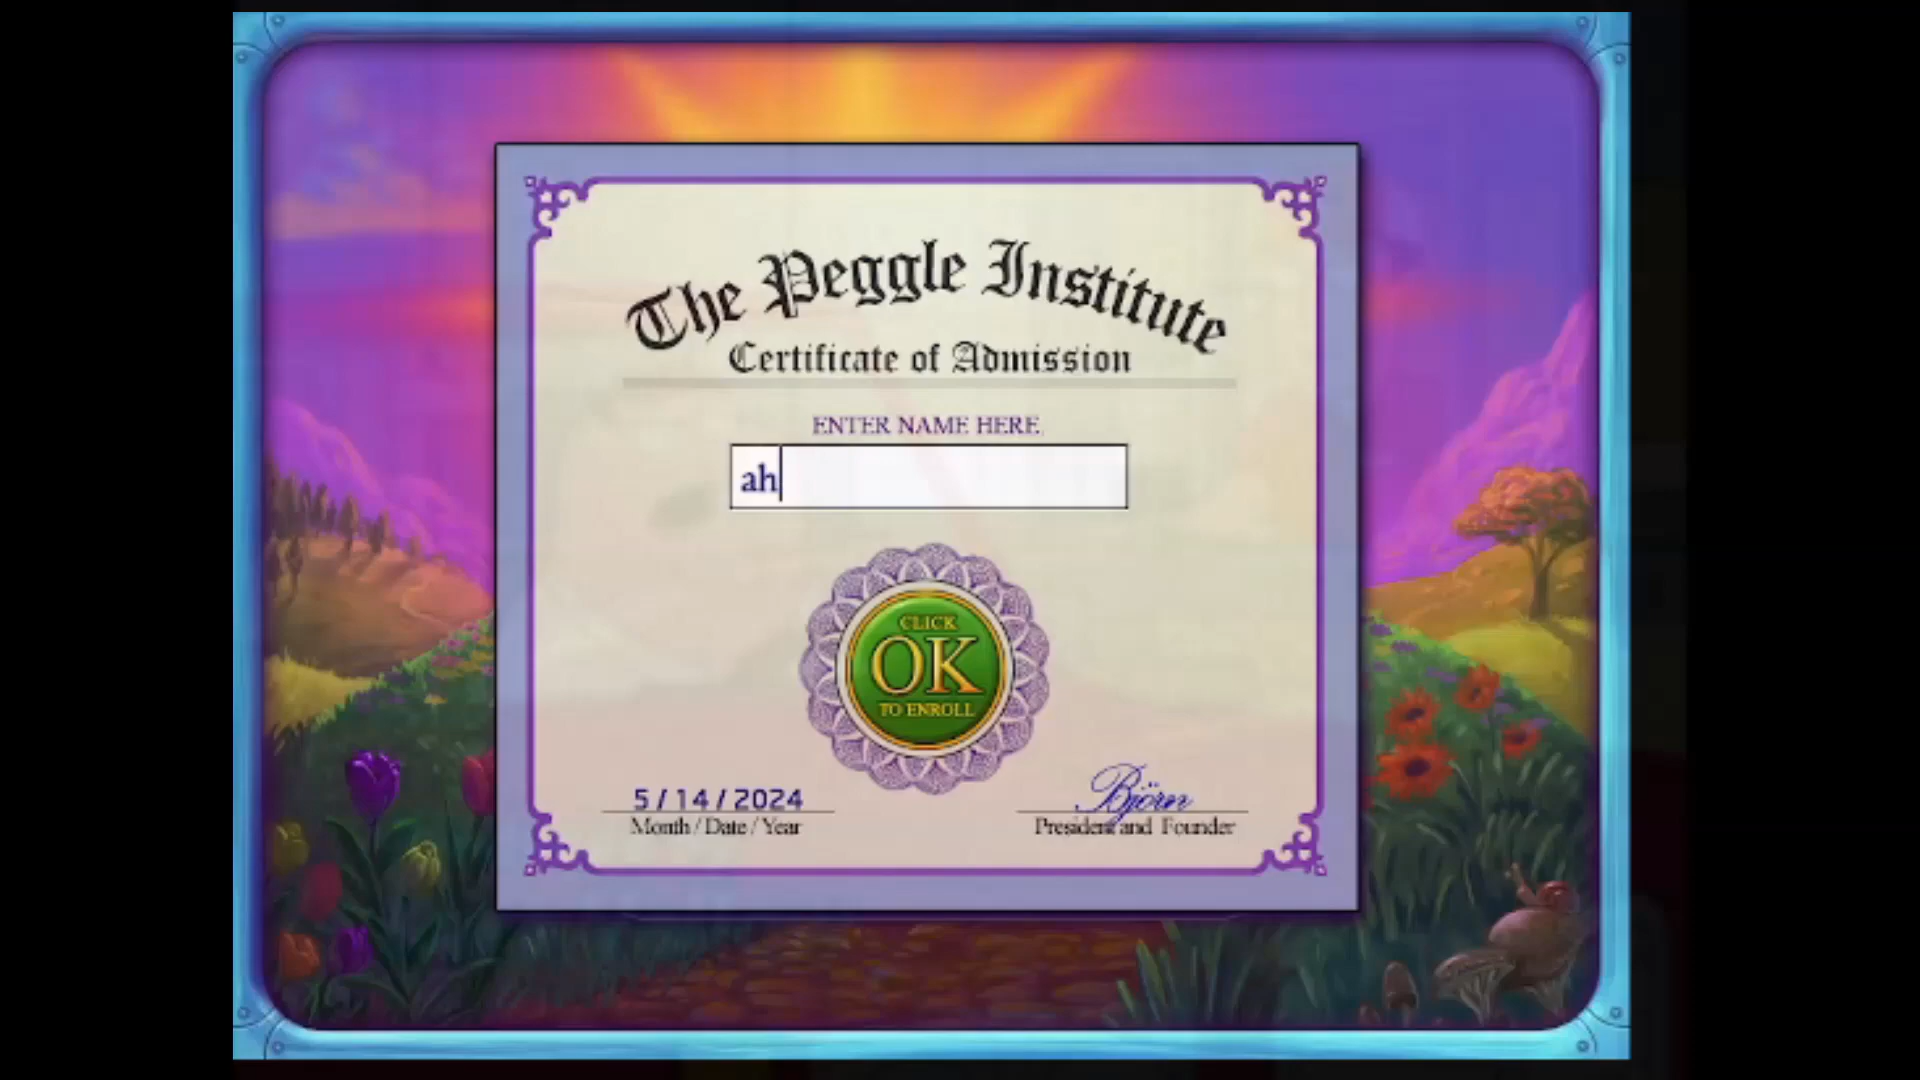 The Peggle Institute
Certificate of Admission
ENTER NAME HERE.
ah
CLICK
OK
TO ENROLL
5/14/2024
Month / Date / Year
Björn
President and Founder